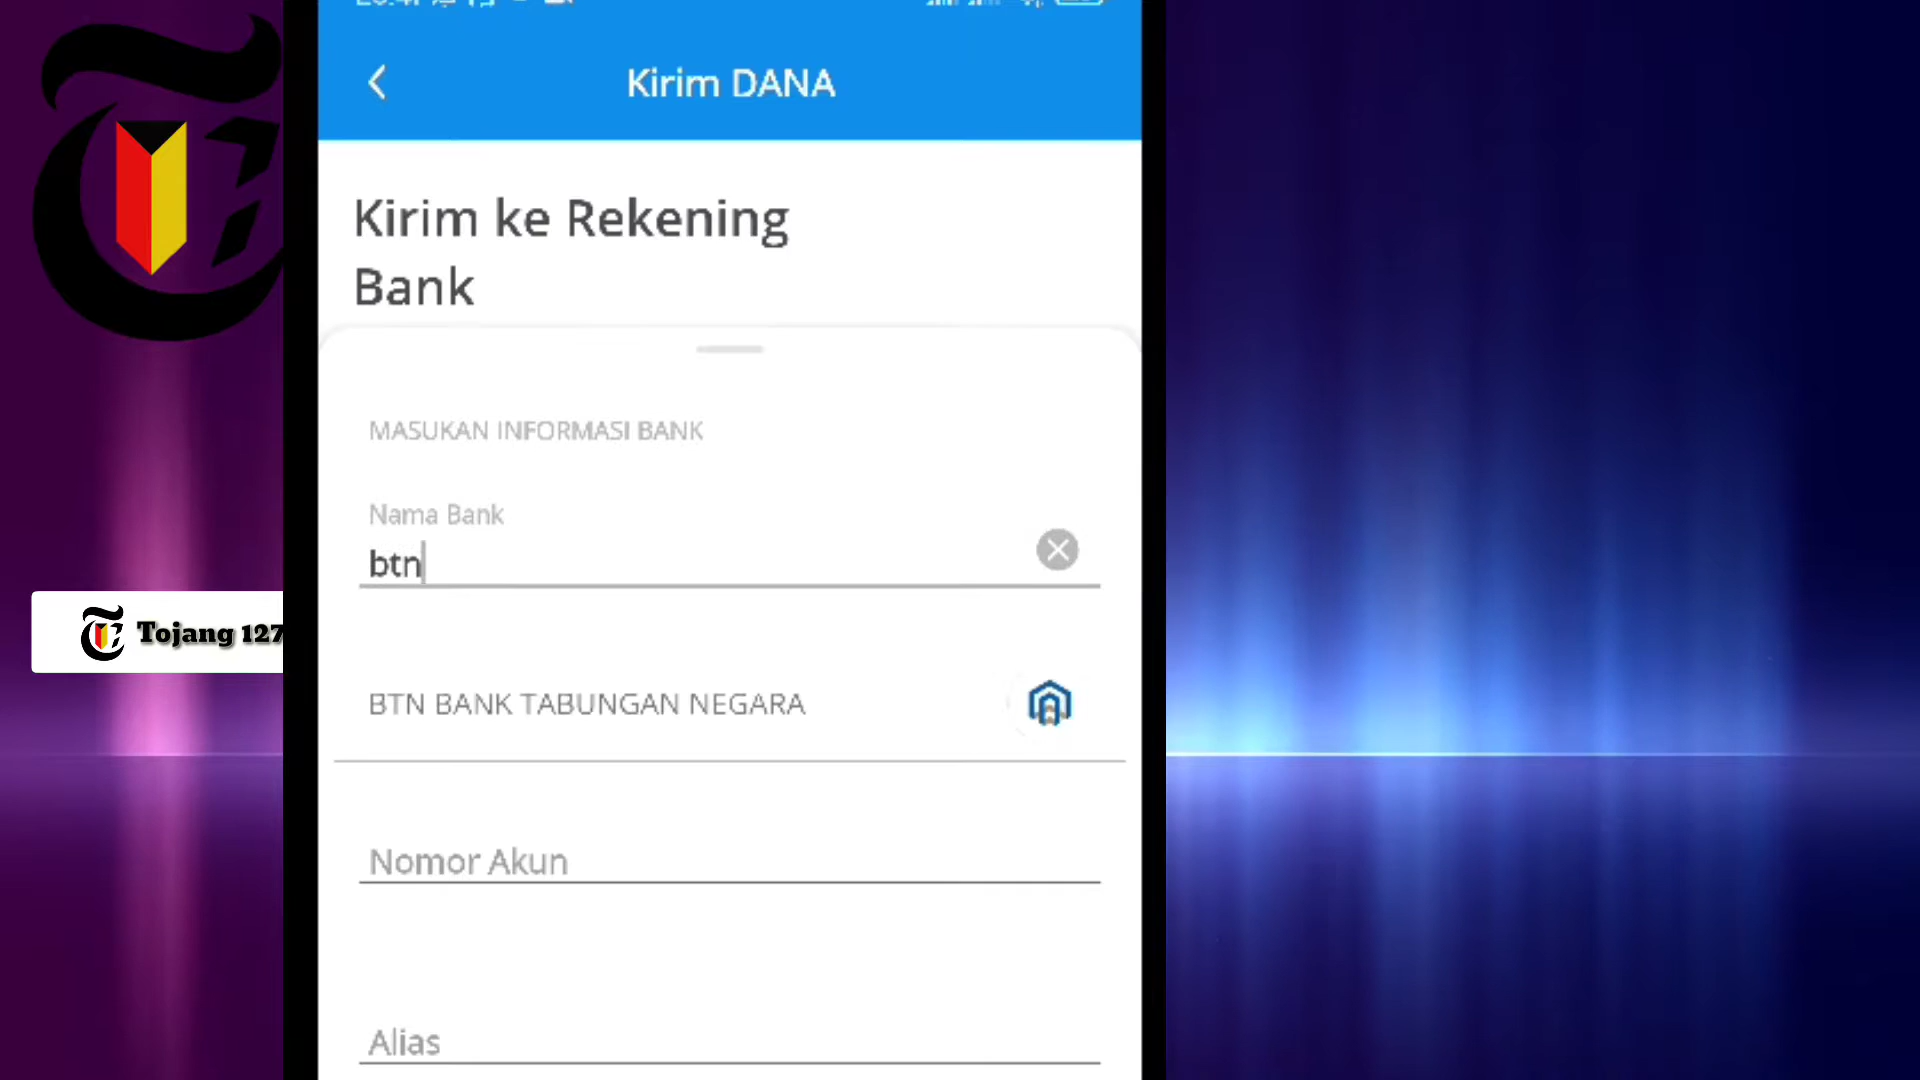 Kirim DANA
Kirim ke Rekening
Bank
MASUKAN INFORMASI BANK
Nama Bank
btn
Tojang 127
BTN BANK TABUNGAN NEGARA
Nomor Akun
Alias